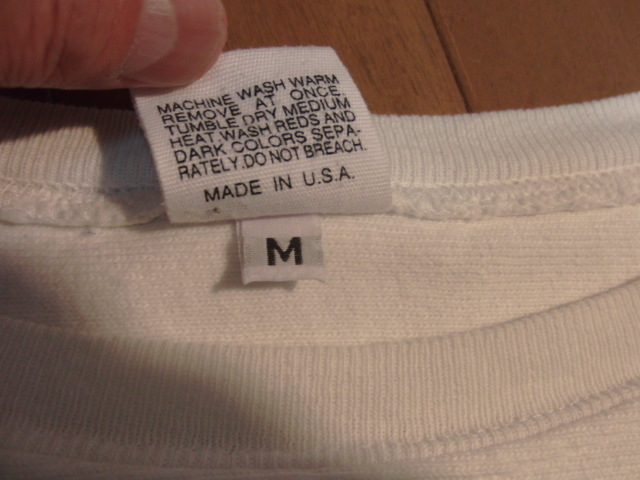 MACHINE WASH WARM
REMOVE AT ONCE.
TUMBLE DRY MEDIUM
HEAT WASH REDS AND
DARK COLORS SEPA-
RATELY. DO NOT BREACH.
MADE IN U.S.A.
M